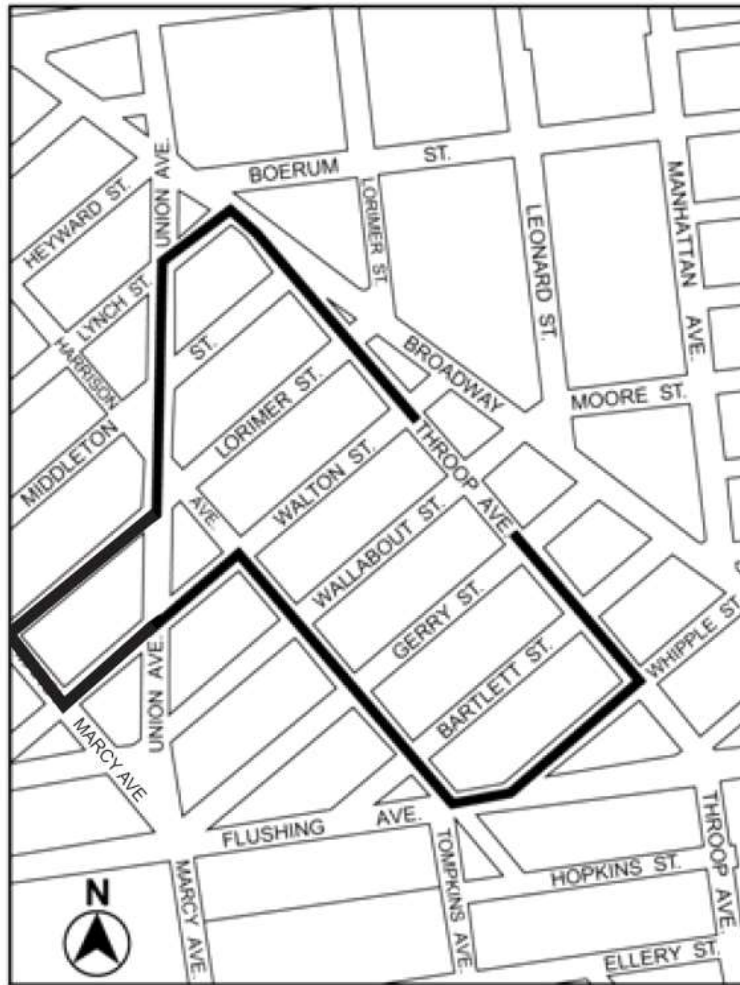 BOERUM ST.
UNION AVE.
HEYWARD ST.
LORIMER ST.
MANHATTAN AVE.
LEONARD ST.
LYNCH ST.
HARRISON AVE.
ST.
BROADWAY
MOORE ST.
LORIMER ST.
MIDDLETON
THROOP AVE
WALTON ST.
WALLABOUT ST.
GERRY ST.
WHIPPLE ST.
BARTLETT ST.
UNION AVE.
MARCY AVE
FLUSHING AVE.
THROOP AVE.
TOMPKINS AVE.
HOPKINS ST.
MARCY AVE.
ELLERY ST.
N